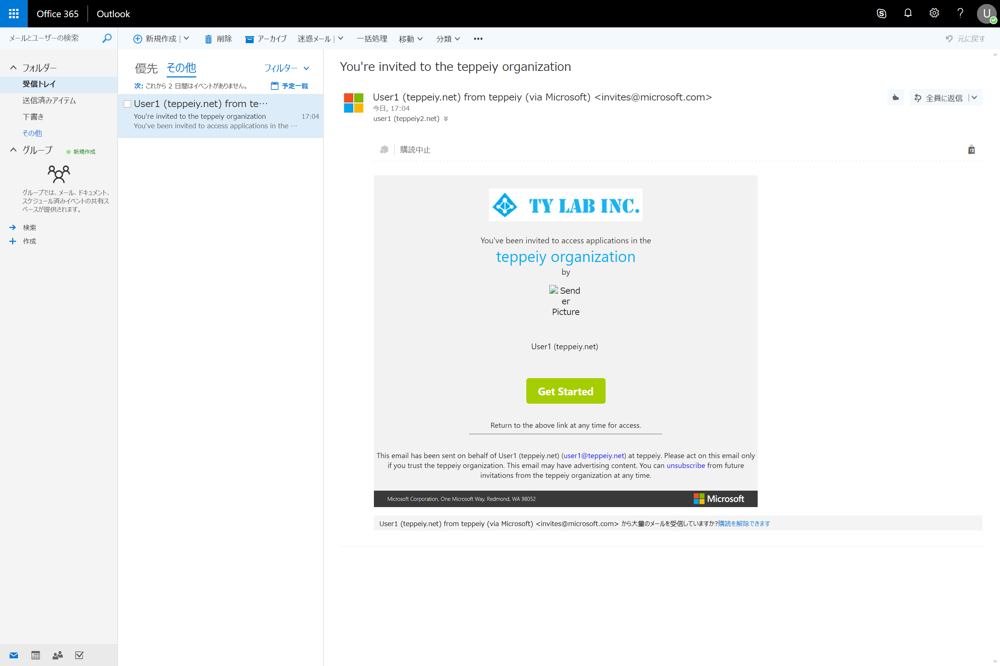 Office 365 Outlook
U
メールとユーザーの検索
新規作成 削除 アーカイブ 迷惑メール 一括処理 移動 分類 ••• 元に戻す
フォルダー
受信トレイ
送信済みアイテム
下書き
その他
グループ 新規作成
グループでは、メール、ドキュメント、
スケジュール済みイベントの共有ス
ペースが提供されます。
検索
作成
優先 その他 フィルター
次: これから 2 日間はイベントがありません。 予定一覧
User1 (teppeiy.net) from te…
You're invited to the teppeiy organization 17:04
You've been invited to access applications in the …
You're invited to the teppeiy organization
User1 (teppeiy.net) from teppeiy (via Microsoft) <invites@microsoft.com>
今日, 17:04
user1 (teppeiy2.net)
全員に返信
購読中止
TY LAB INC.
You've been invited to access applications in the
teppeiy organization
by
Send
er
Picture
User1 (teppeiy.net)
Get Started
Return to the above link at any time for access.
This email has been sent on behalf of User1 (teppeiy.net) (user1@teppeiy.net) at teppeiy. Please act on this email only
if you trust the teppeiy organization. This email may have advertising content. You can unsubscribe from future
invitations from the teppeiy organization at any time.
Microsoft Corporation, One Microsoft Way, Redmond, WA 98052 Microsoft
User1 (teppeiy.net) from teppeiy (via Microsoft) <invites@microsoft.com> から大量のメールを受信していますか?購読を解除できます